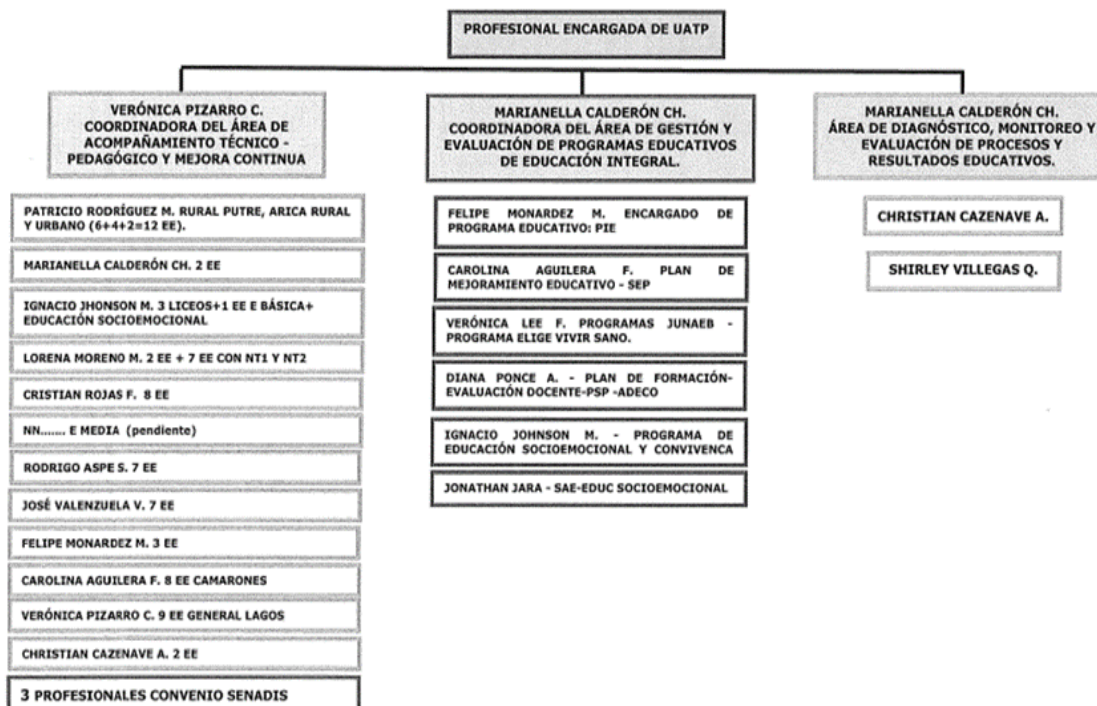 PROFESIONAL ENCARGADA DE UATP
VERÓNICA PIZARRO C.
COORDINADORA DEL ÁREA DE
ACOMPAÑAMIENTO TÉCNICO -
PEDAGÓGICO Y MEJORA CONTINUA
PATRICIO RODRÍGUEZ M. RURAL PUTRE, ARICA RURAL
Y URBANO (6+4+2=12 EE).
MARIANELLA CALDERÓN CH. 2 EE
IGNACIO JHONSON M. 3 LICEOS+1 EE E BÁSICA+
EDUCACIÓN SOCIOEMOCIONAL
LORENA MORENO M. 2 EE + 7 EE CON NT1 Y NT2
CRISTIAN ROJAS F. 8 EE
NN....... E MEDIA (pendiente)
RODRIGO ASPE S. 7 EE
JOSÉ VALENZUELA V. 7 EE
FELIPE MONARDEZ M. 3 EE
CAROLINA AGUILERA F. 8 EE CAMARONES
VERÓNICA PIZARRO C. 9 EE GENERAL LAGOS
CHRISTIAN CAZENAVE A. 2 EE
3 PROFESIONALES CONVENIO SENADIS
MARIANELLA CALDERÓN CH.
COORDINADORA DEL ÁREA DE GESTIÓN Y
EVALUACIÓN DE PROGRAMAS EDUCATIVOS
DE EDUCACIÓN INTEGRAL.
FELIPE MONARDEZ M. ENCARGADO DE
PROGRAMA EDUCATIVO: PIE
CAROLINA AGUILERA F. PLAN DE
MEJORAMIENTO EDUCATIVO - SEP
VERÓNICA LEE F. PROGRAMAS JUNAEB -
PROGRAMA ELIGE VIVIR SANO.
DIANA PONCE A. - PLAN DE FORMACIÓN-
EVALUACIÓN DOCENTE-PSP -ADECO
IGNACIO JOHNSON M. - PROGRAMA DE
EDUCACIÓN SOCIOEMOCIONAL Y CONVIVENCA
JONATHAN JARA - SAE-EDUC SOCIOEMOCIONAL
MARIANELLA CALDERÓN CH.
ÁREA DE DIAGNÓSTICO, MONITOREO Y
EVALUACIÓN DE PROCESOS Y
RESULTADOS EDUCATIVOS.
CHRISTIAN CAZENAVE A.
SHIRLEY VILLEGAS Q.